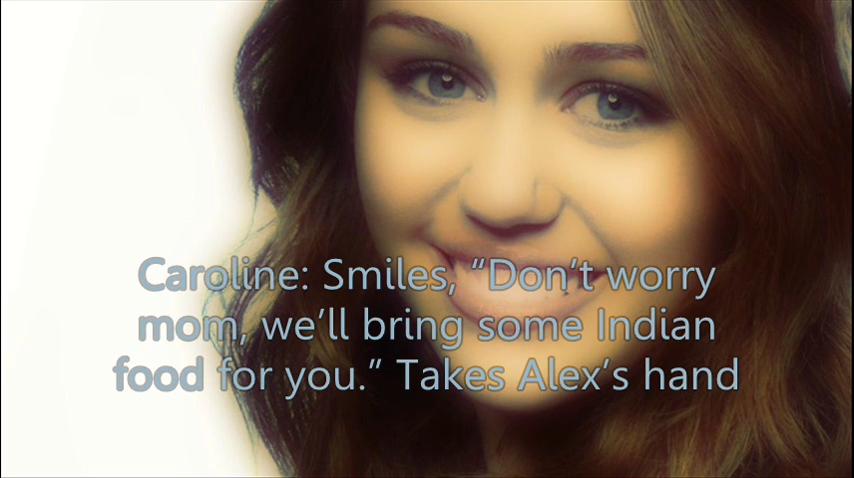 Caroline: Smiles, “Don’t worry
mom, we’ll bring some Indian
food for you.” Takes Alex’s hand